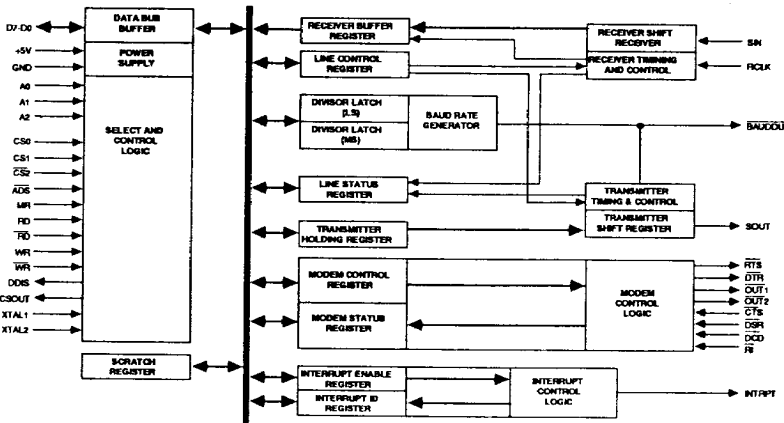 D7-D0
+5V
GND
A0
A1
A2
CS0
CS1
CS2
ADS
MR
RD
RD
WR
WR
DDIS
CSOUT
XTAL1
XTAL2
DATA BUS
BUFFER
POWER
SUPPLY
SELECT AND
CONTROL
LOGIC
SCRATCH
REGISTER
RECEIVER BUFFER
REGISTER
LINE CONTROL
REGISTER
DIVISOR LATCH
(LS)
DIVISOR LATCH
(MS)
BAUD RATE
GENERATOR
LINE STATUS
REGISTER
TRANSMITTER
HOLDING REGISTER
MODEM CONTROL
REGISTER
MODEM STATUS
REGISTER
INTERRUPT ENABLE
REGISTER
INTERRUPT ID
REGISTER
RECEIVER SHIFT
RECEIVER
RECEIVER TIMINING
AND CONTROL
TRANSMITTER
TIMING & CONTROL
TRANSMITTER
SHIFT REGISTER
MODEM
CONTROL
LOGIC
INTERRUPT
CONTROL
LOGIC
SIN
RCLK
BAUDOU
SOUT
RTS
DTR
OUT1
OUT2
CTS
DSR
DCD
RI
INTRPT